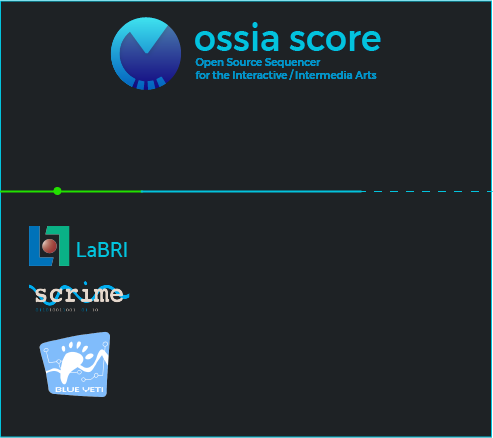 ossia score
Open Source Sequencer
for the Interactive / Intermedia Arts
LaBRI
scrime
BLUE YETI